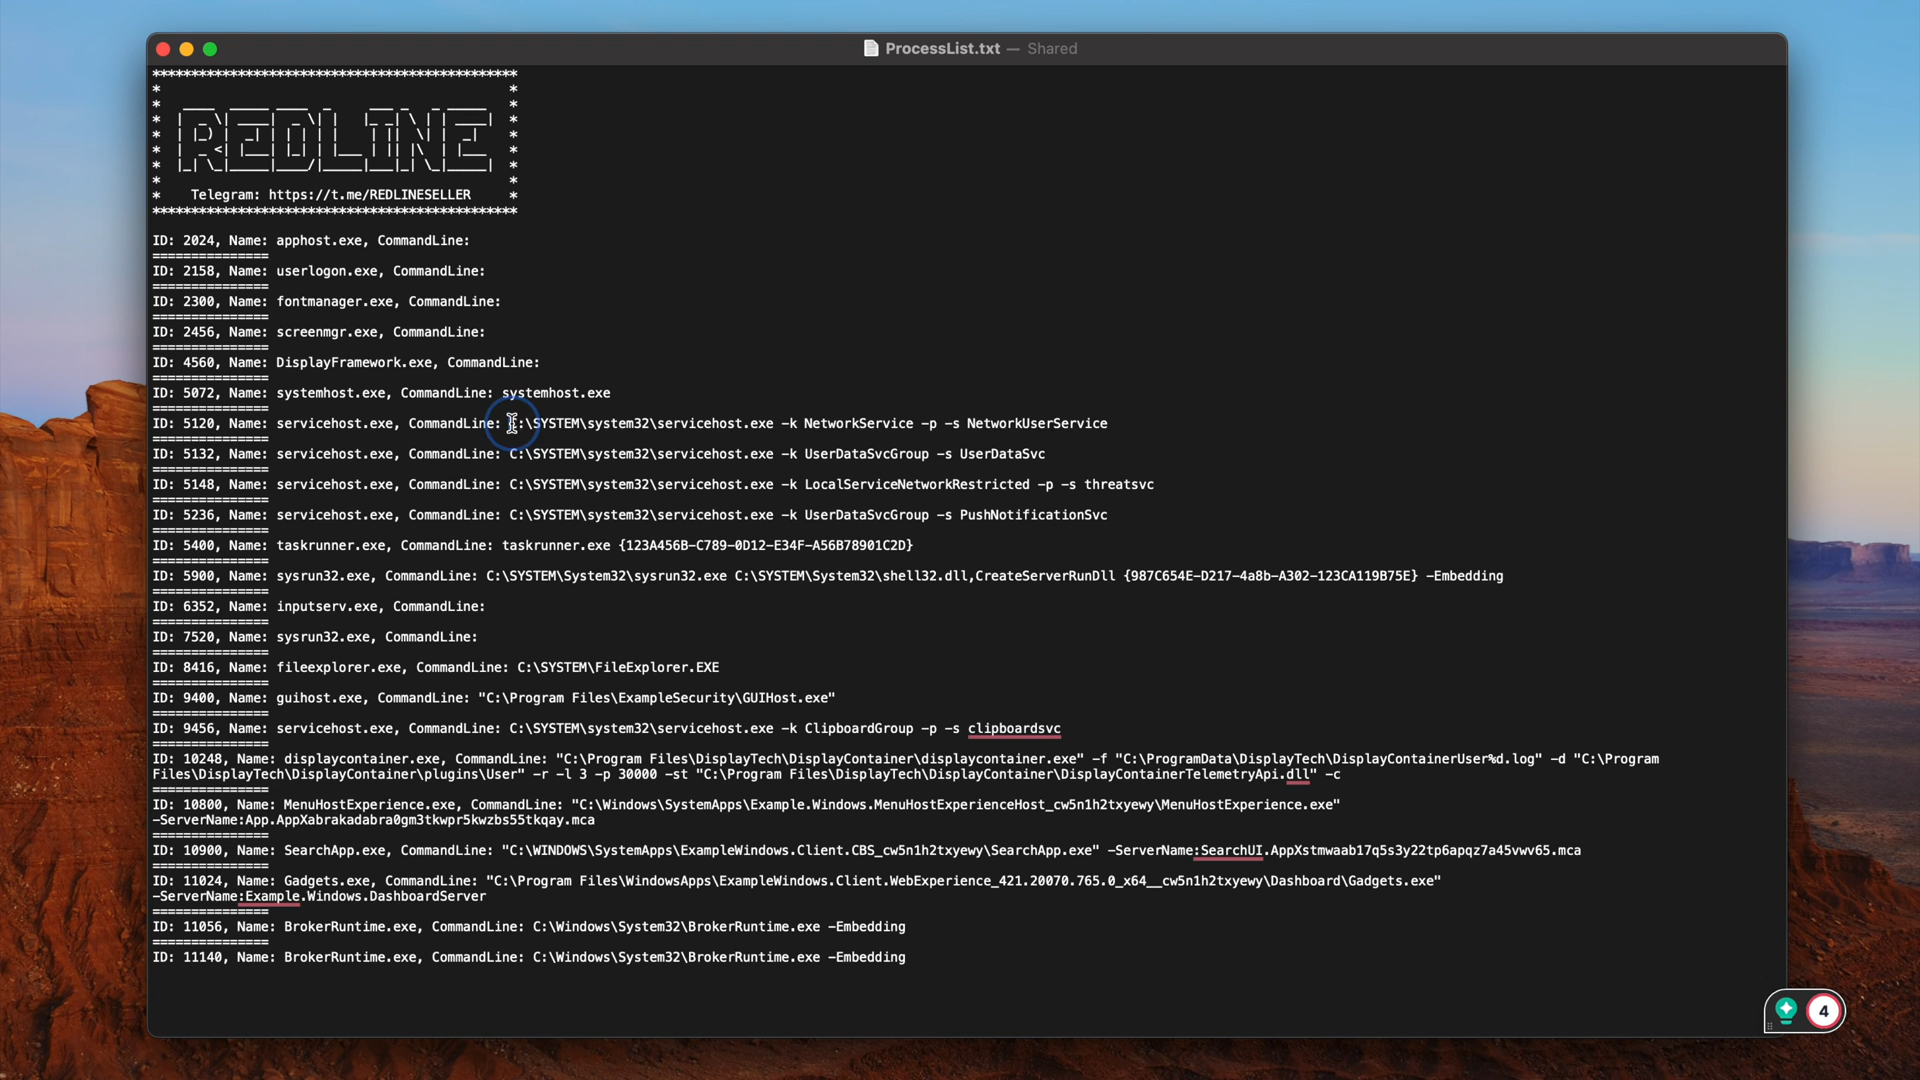 ProcessList.txt — Shared
************************************************
REDLINE
* Telegram: https://t.me/REDLINESELLER *
************************************************
ID: 2024, Name: apphost.exe, CommandLine:
===============
ID: 2158, Name: userlogon.exe, CommandLine:
===============
ID: 2300, Name: fontmanager.exe, CommandLine:
===============
ID: 2456, Name: screenmgr.exe, CommandLine:
===============
ID: 4560, Name: DisplayFramework.exe, CommandLine:
===============
ID: 5072, Name: systemhost.exe, CommandLine: systemhost.exe
===============
ID: 5120, Name: servicehost.exe, CommandLine: C:\SYSTEM\system32\servicehost.exe -k NetworkService -p -s NetworkUserService
===============
ID: 5132, Name: servicehost.exe, CommandLine: C:\SYSTEM\system32\servicehost.exe -k UserDataSvcGroup -s UserDataSvc
===============
ID: 5148, Name: servicehost.exe, CommandLine: C:\SYSTEM\system32\servicehost.exe -k LocalServiceNetworkRestricted -p -s threatsvc
===============
ID: 5236, Name: servicehost.exe, CommandLine: C:\SYSTEM\system32\servicehost.exe -k UserDataSvcGroup -s PushNotificationSvc
===============
ID: 5400, Name: taskrunner.exe, CommandLine: taskrunner.exe {123A456B-C789-0D12-E34F-A56B78901C2D}
===============
ID: 5900, Name: sysrun32.exe, CommandLine: C:\SYSTEM\System32\sysrun32.exe C:\SYSTEM\System32\shell32.dll,CreateServerRunDll {987C654E-D217-4a8b-A302-123CA119B75E} -Embedding
===============
ID: 6352, Name: inputserv.exe, CommandLine:
===============
ID: 7520, Name: sysrun32.exe, CommandLine:
===============
ID: 8416, Name: fileexplorer.exe, CommandLine: C:\SYSTEM\FileExplorer.EXE
===============
ID: 9400, Name: guihost.exe, CommandLine: "C:\Program Files\ExampleSecurity\GUIHost.exe"
===============
ID: 9456, Name: servicehost.exe, CommandLine: C:\SYSTEM\system32\servicehost.exe -k ClipboardGroup -p -s clipboardsvc
===============
ID: 10248, Name: displaycontainer.exe, CommandLine: "C:\Program Files\DisplayTech\DisplayContainer\displaycontainer.exe" -f "C:\ProgramData\DisplayTech\DisplayContainerUser%d.log" -d "C:\Program
Files\DisplayTech\DisplayContainer\plugins\User" -r -l 3 -p 30000 -st "C:\Program Files\DisplayTech\DisplayContainer\DisplayContainerTelemetryApi.dll" -c
===============
ID: 10800, Name: MenuHostExperience.exe, CommandLine: "C:\Windows\SystemApps\Example.Windows.MenuHostExperienceHost_cw5n1h2txyewy\MenuHostExperience.exe"
-ServerName:App.AppXabrakadabra0gm3tkwpr5kwzbs55tkqay.mca
===============
ID: 10900, Name: SearchApp.exe, CommandLine: "C:\WINDOWS\SystemApps\ExampleWindows.Client.CBS_cw5n1h2txyewy\SearchApp.exe" -ServerName:SearchUI.AppXstmwaab17q5s3y22tp6apqz7a45vwv65.mca
===============
ID: 11024, Name: Gadgets.exe, CommandLine: "C:\Program Files\WindowsApps\ExampleWindows.Client.WebExperience_421.20070.765.0_x64__cw5n1h2txyewy\Dashboard\Gadgets.exe"
-ServerName:Example.Windows.DashboardServer
===============
ID: 11056, Name: BrokerRuntime.exe, CommandLine: C:\Windows\System32\BrokerRuntime.exe -Embedding
===============
ID: 11140, Name: BrokerRuntime.exe, CommandLine: C:\Windows\System32\BrokerRuntime.exe -Embedding
4